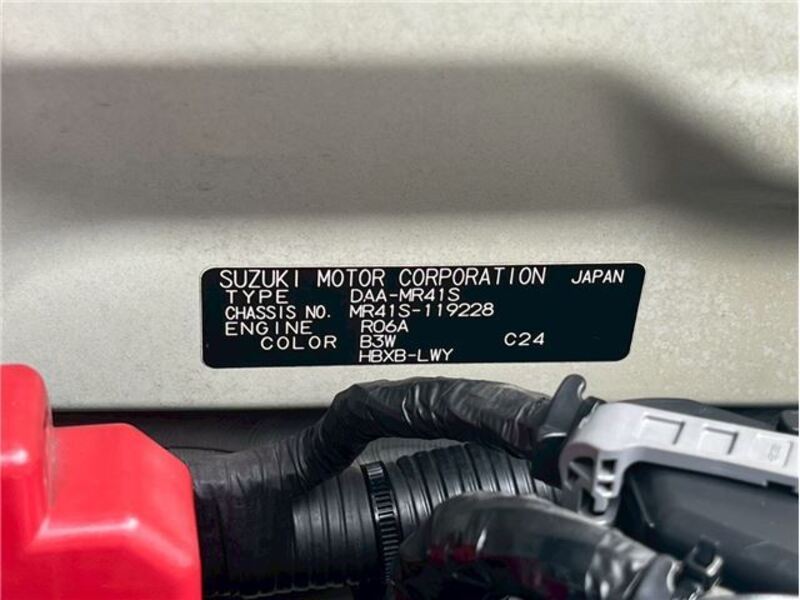 SUZUKI MOTOR CORPORATION JAPAN
TYPE DAA-MR41S
CHASSIS NO. MR41S-119228
ENGINE R06A
COLOR B3W C24
HBXB-LWY